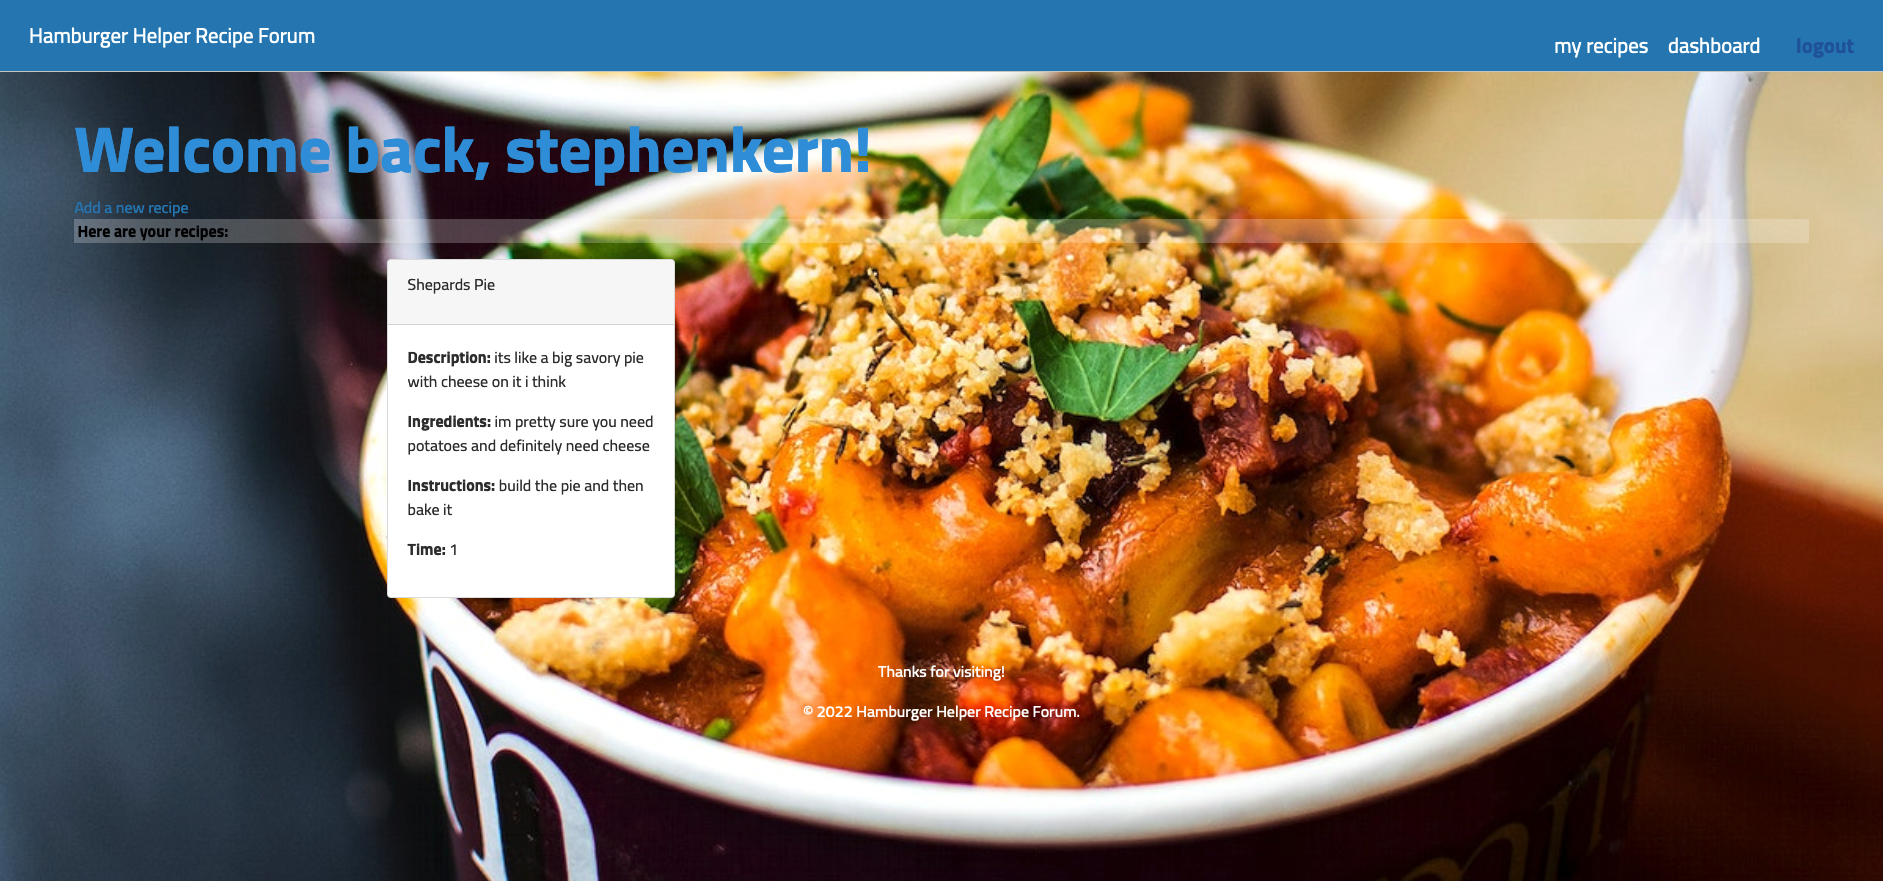 Hamburger Helper Recipe Forum
my recipes dashboard logout
Welcome back, stephenkern!
Add a new recipe
Here are your recipes:
Shepards Pie
Description: its like a big savory pie
with cheese on it i think
Ingredients: im pretty sure you need
potatoes and definitely need cheese
Instructions: build the pie and then
bake it
Time: 1
Thanks for visiting!
© 2022 Hamburger Helper Recipe Forum.
h